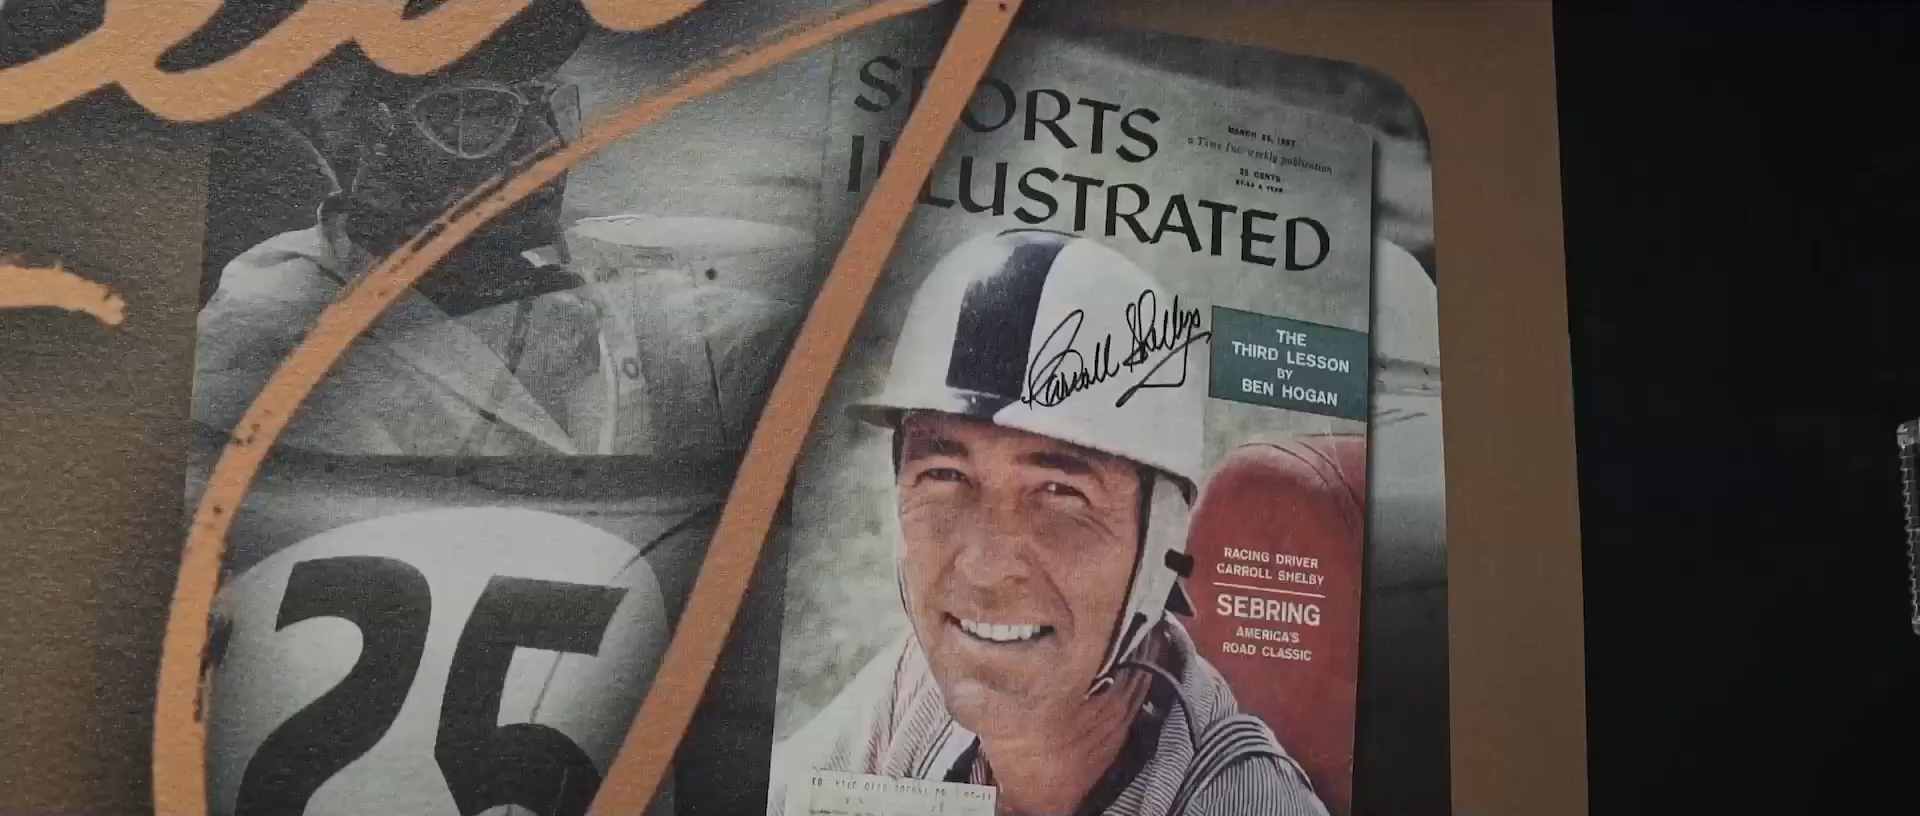 SPORTS
ILLUSTRATED
a Time Inc. weekly publication
25 CENTS
Carroll Shelby
THE
THIRD LESSON
BY
BEN HOGAN
RACING DRIVER
CARROLL SHELBY
SEBRING
AMERICA'S
ROAD CLASSIC
25